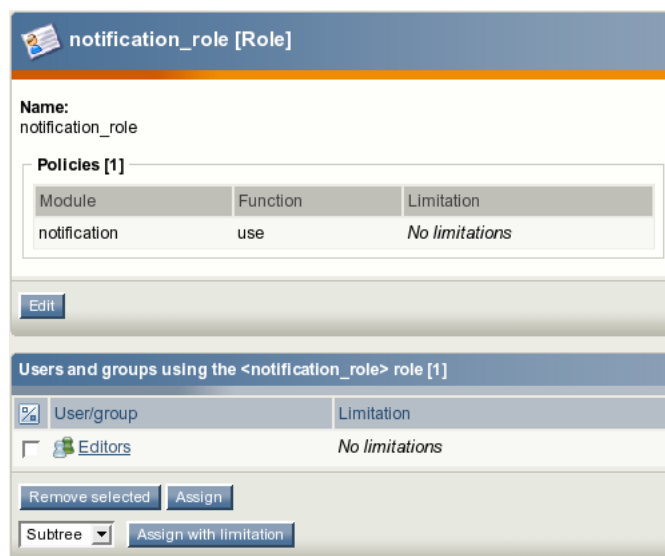 notification_role [Role]
Name:
notification_role
Policies [1]
Module Function Limitation
notification use No limitations
Edit
Users and groups using the <notification_role> role [1]
User/group Limitation
Editors No limitations
Remove selected Assign
Subtree Assign with limitation